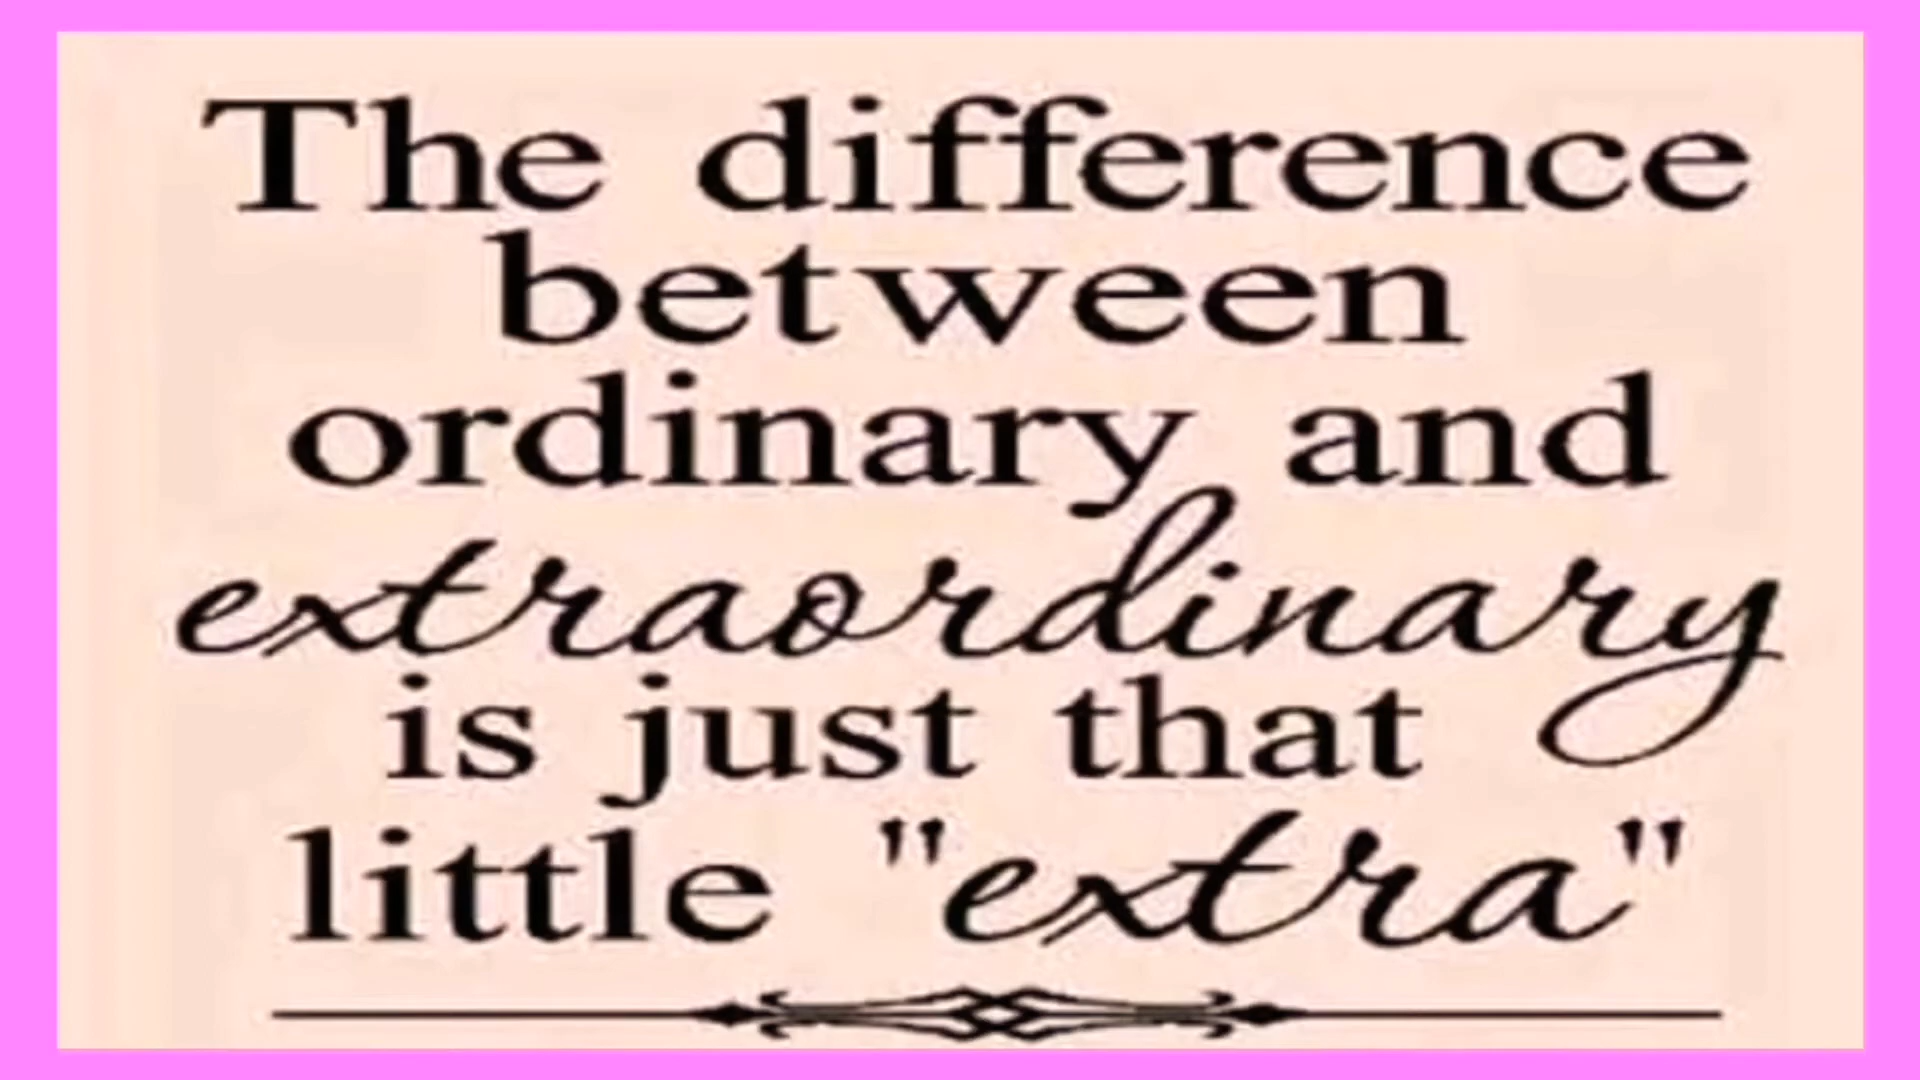 The difference
between
ordinary and
extraordinary
is just that
little "extra"